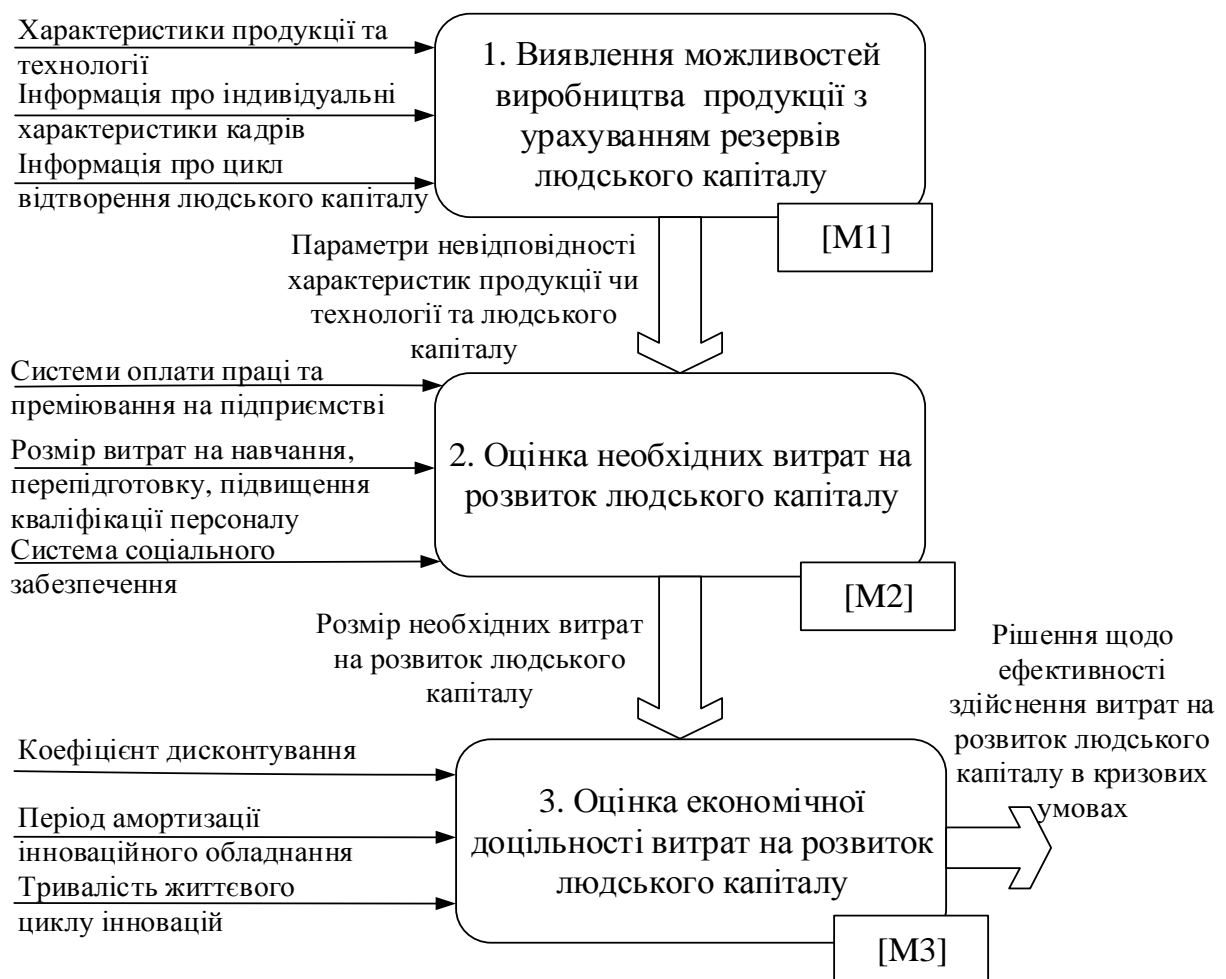 Характеристики продукції та
технології
Інформація про індивідуальні
характеристики кадрів
Інформація про цикл
відтворення людського капіталу
1. Виявлення можливостей
виробництва продукції з
урахуванням резервів
людського капіталу
[M1]
Параметри невідповідності
характеристик продукції чи
технології та людського
капіталу
Системи оплати праці та
преміювання на підприємстві
Розмір витрат на навчання,
перепідготовку, підвищення
кваліфікації персоналу
Система соціального
забезпечення
2. Оцінка необхідних витрат на
розвиток людського капіталу
[M2]
Розмір необхідних витрат
на розвиток людського
капіталу
Коефіцієнт дисконтування
Період амортизації
інноваційного обладнання
Тривалість життєвого
циклу інновацій
3. Оцінка економічної
доцільності витрат на розвиток
людського капіталу
[M3]
Рішення щодо
ефективності
здійснення витрат на
розвиток людського
капіталу в кризових
умовах